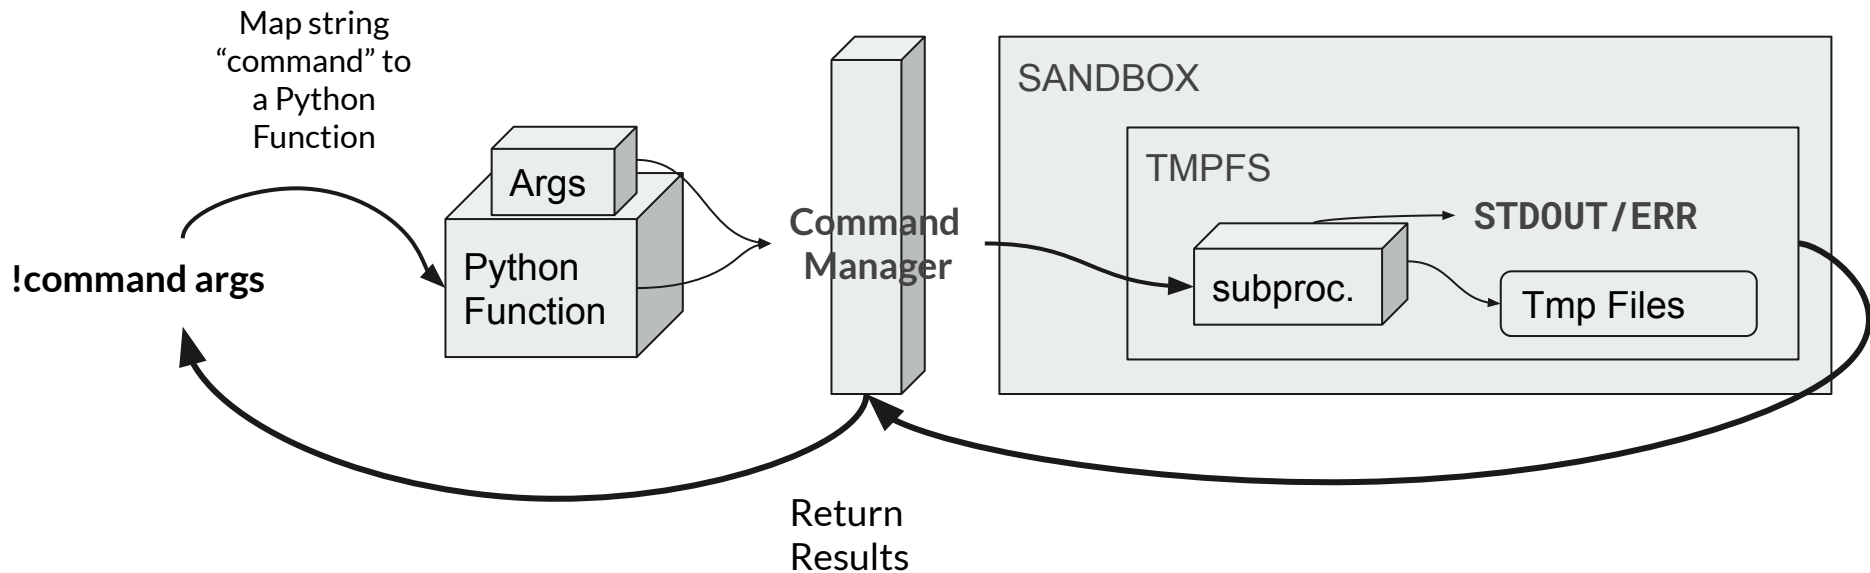 Map string
“command” to
a Python
Function
!command args
Args
Python
Function
Command
Manager
SANDBOX
TMPFS
subproc.
STDOUT/ERR
Tmp Files
Return
Results